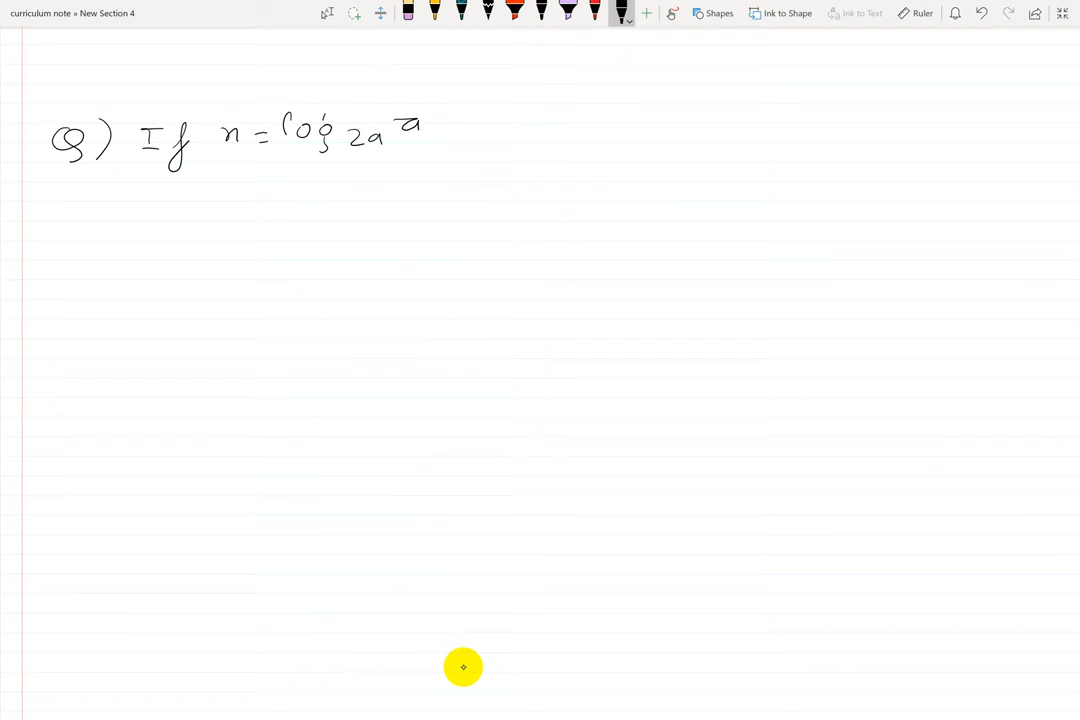 curriculum note » New Section 4
Shapes
Ink to Shape
Ink to Text
Ruler
Q) If x = log 2a a